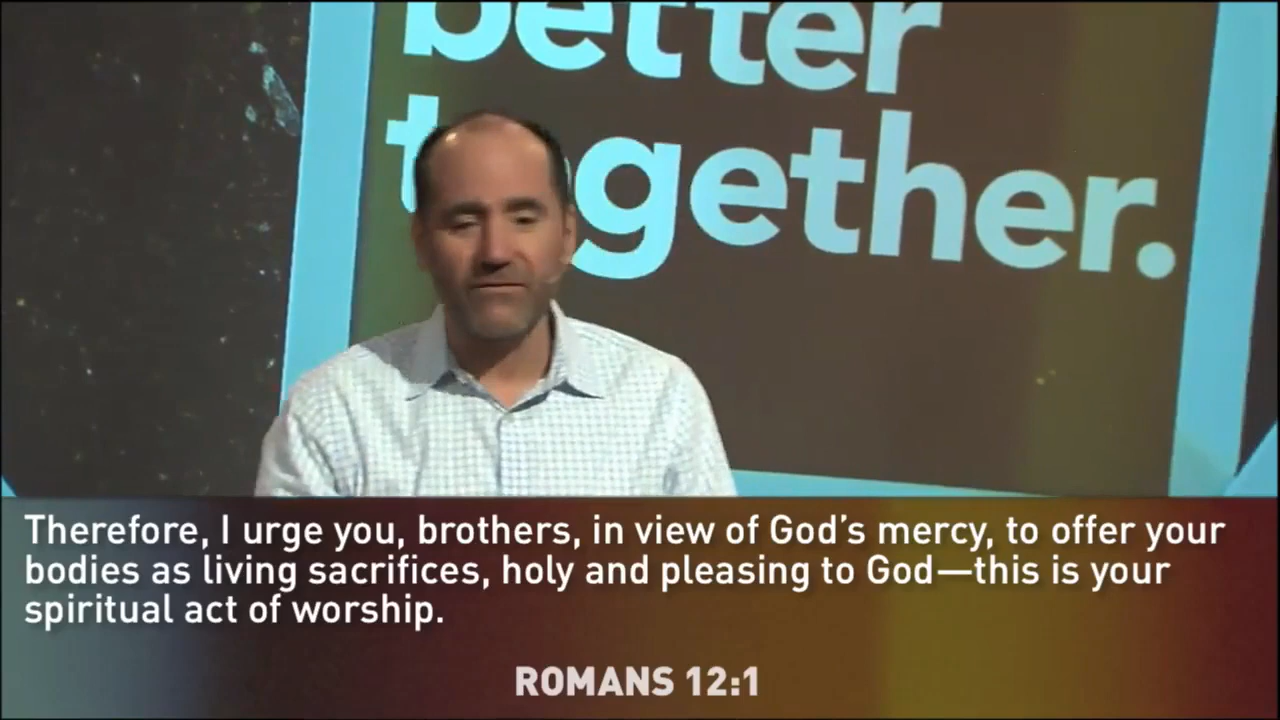 better
together.
Therefore, I urge you, brothers, in view of God’s mercy, to offer your
bodies as living sacrifices, holy and pleasing to God—this is your
spiritual act of worship.
ROMANS 12:1